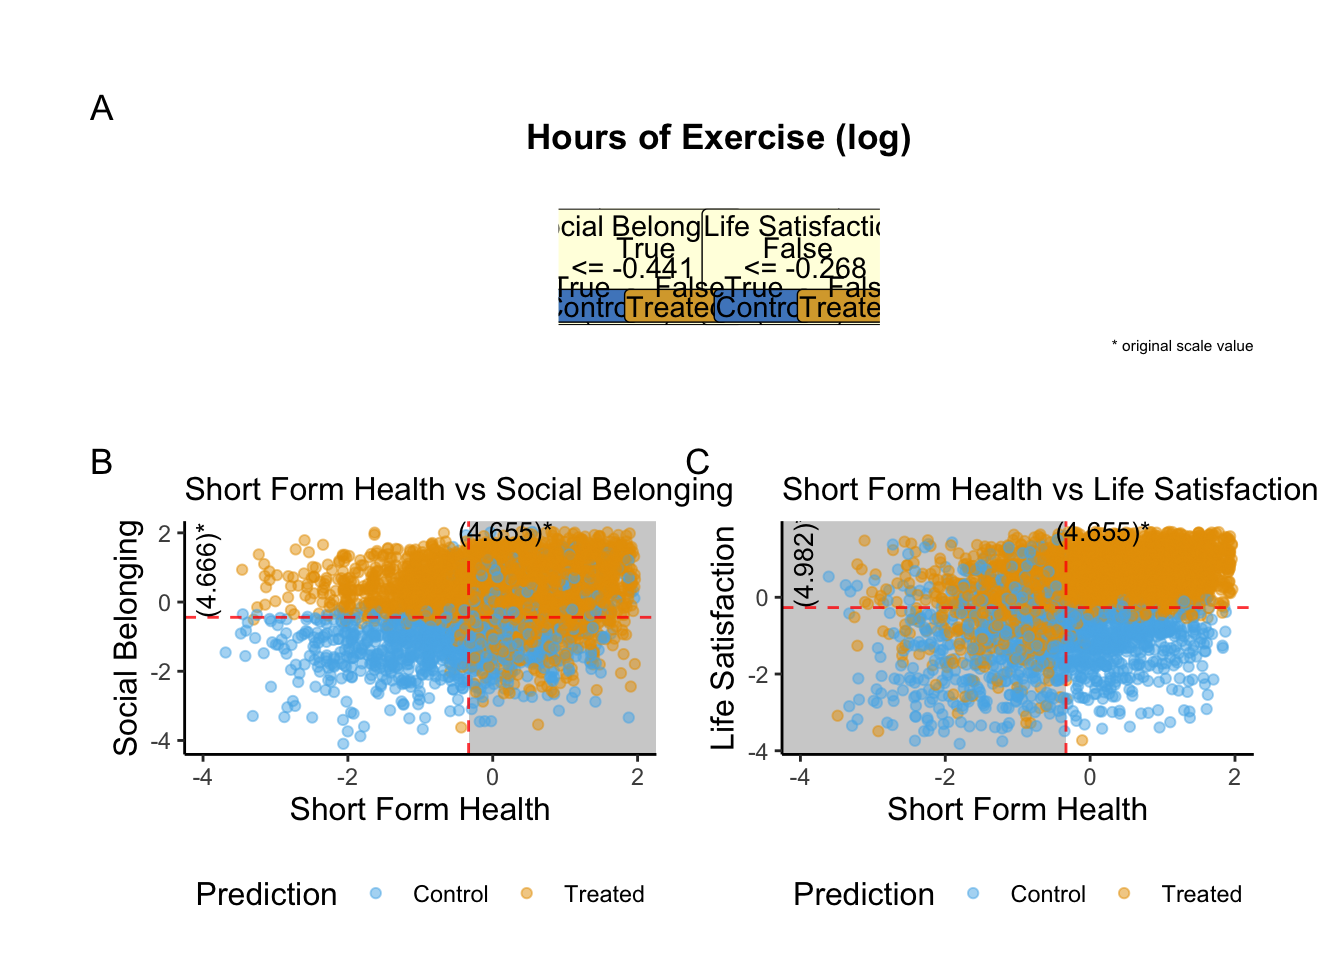 A
Hours of Exercise (log)
cial Belong Life Satisfactio
True False
<= -0.441 <= -0.268
True False True Fals
Contro Treated Contro Treate
* original scale value
B
Short Form Health vs Social Belonging
Social Belonging
2
0
-2
-4
(4.666)*
(4.655)*
-4 -2 0 2
Short Form Health
Prediction Control Treated
C
Short Form Health vs Life Satisfaction
Life Satisfaction
0
-2
-4
(4.982)*
(4.655)*
-4 -2 0 2
Short Form Health
Prediction Control Treated